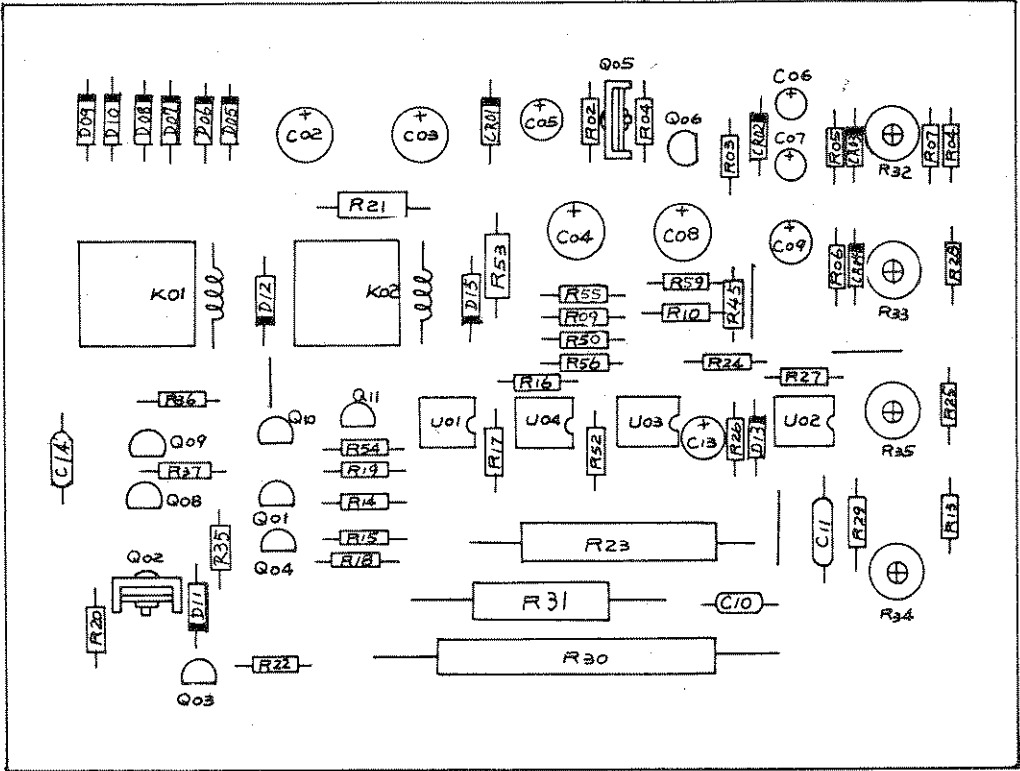 Q05
C06
D09 D10 D08 D07 D06 D05
C02
C03
CR01
C05
R02
R04
Q06
R03
CR02
C07
R05
R32
R07
R04
R21
C04
C08
C09
R06
R28
K01
D12
K02
D15
R53
R55
R59
R45
R33
R09
R10
R50
R56
R24
R16
R27
R36
Q10
Q11
U01
U04
U03
U02
C13
R26
D13
R17
R52
R35
C14
Q09
R54
R37
R19
Q08
Q01
R14
R15
R18
R35
Q04
R23
C11
R29
R13
Q02
D11
R20
R31
C10
R34
R22
R30
Q03